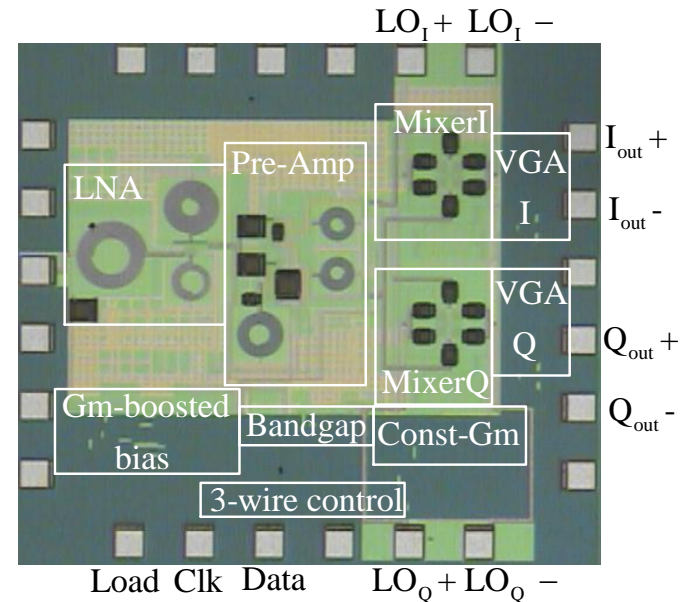 LO_I + LO_I −
MixerI
I_out +
Pre-Amp
VGA
LNA
I
I_out -
VGA
Q
Q_out +
MixerQ
Gm-boosted
Q_out -
Bandgap
Const-Gm
bias
3-wire control
Load Clk Data LO_Q + LO_Q −